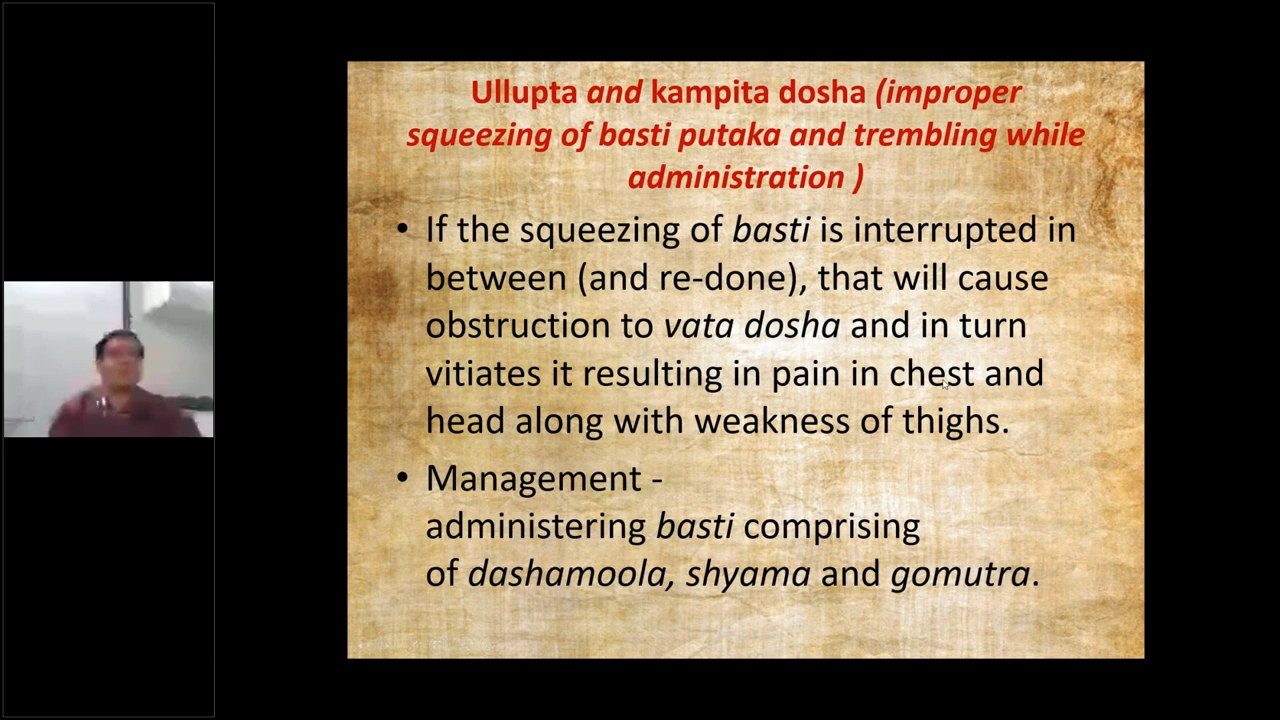 Ullupta and kampita dosha (improper
squeezing of basti putaka and trembling while
administration )
• If the squeezing of basti is interrupted in
between (and re-done), that will cause
obstruction to vata dosha and in turn
vitiates it resulting in pain in chest and
head along with weakness of thighs.
• Management -
administering basti comprising
of dashamoola, shyama and gomutra.